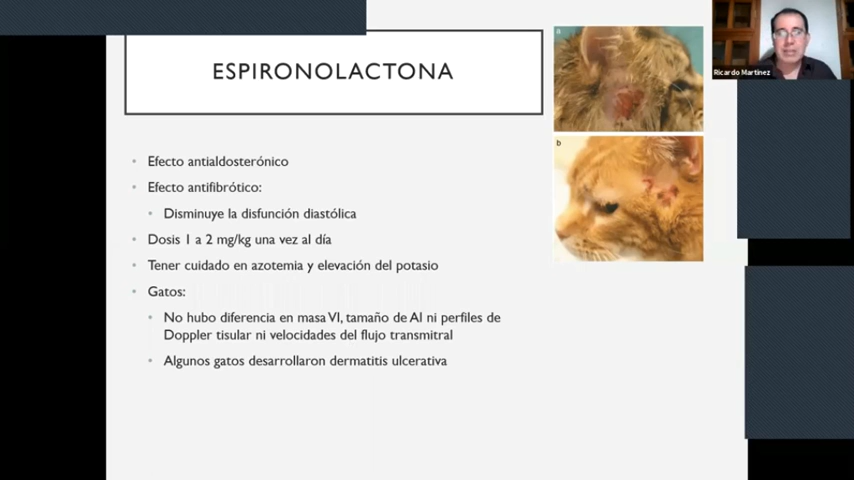 ESPIRONOLACTONA
a
Ricardo Martínez
b
Efecto antialdosterónico
Efecto antifibrótico:
Disminuye la disfunción diastólica
Dosis 1 a 2 mg/kg una vez al día
Tener cuidado en azotemia y elevación del potasio
Gatos:
No hubo diferencia en masa VI, tamaño de AI ni perfiles de
Doppler tisular ni velocidades del flujo transmitral
Algunos gatos desarrollaron dermatitis ulcerativa